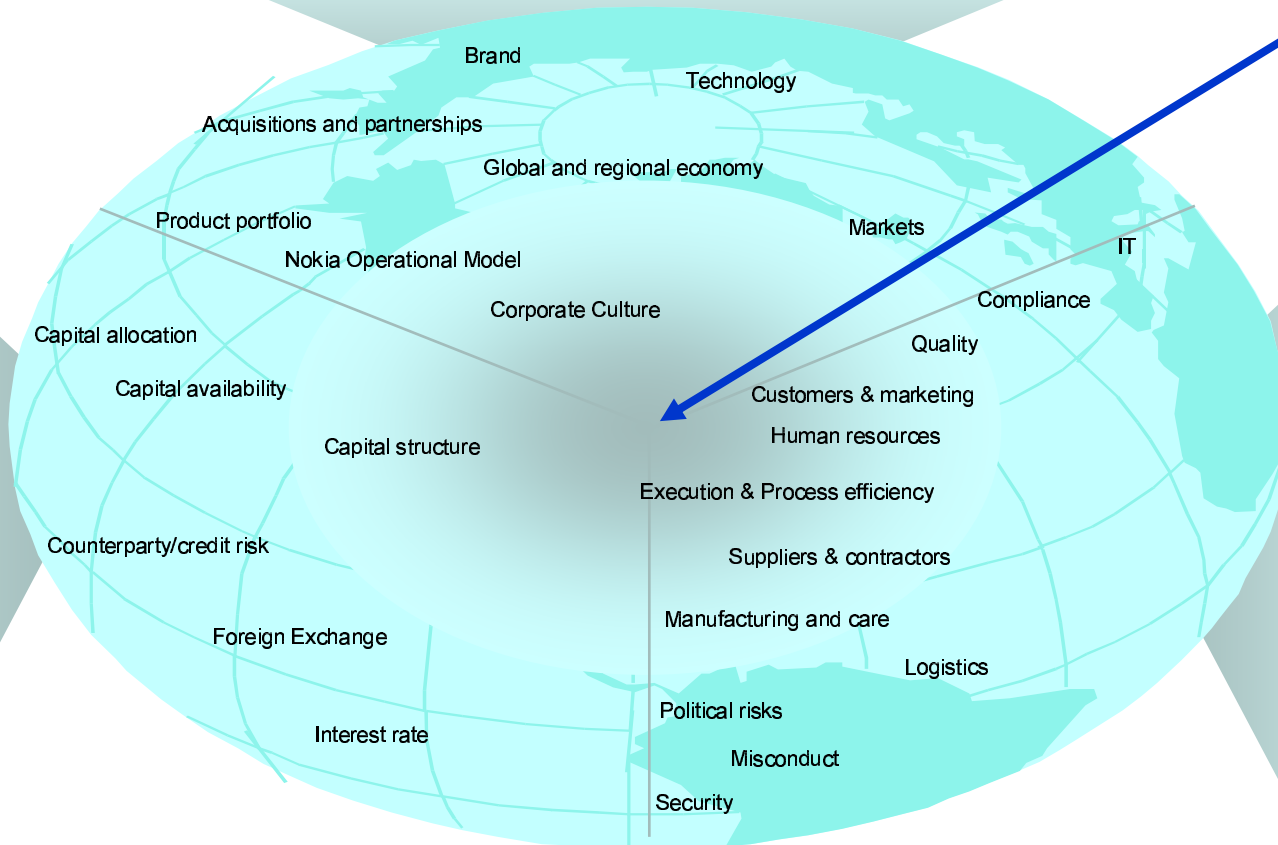 Brand
Technology
Acquisitions and partnerships
Global and regional economy
Product portfolio
Markets
IT
Nokia Operational Model
Compliance
Corporate Culture
Capital allocation
Quality
Capital availability
Customers & marketing
Human resources
Capital structure
Execution & Process efficiency
Counterparty/credit risk
Suppliers & contractors
Manufacturing and care
Foreign Exchange
Logistics
Political risks
Interest rate
Misconduct
Security